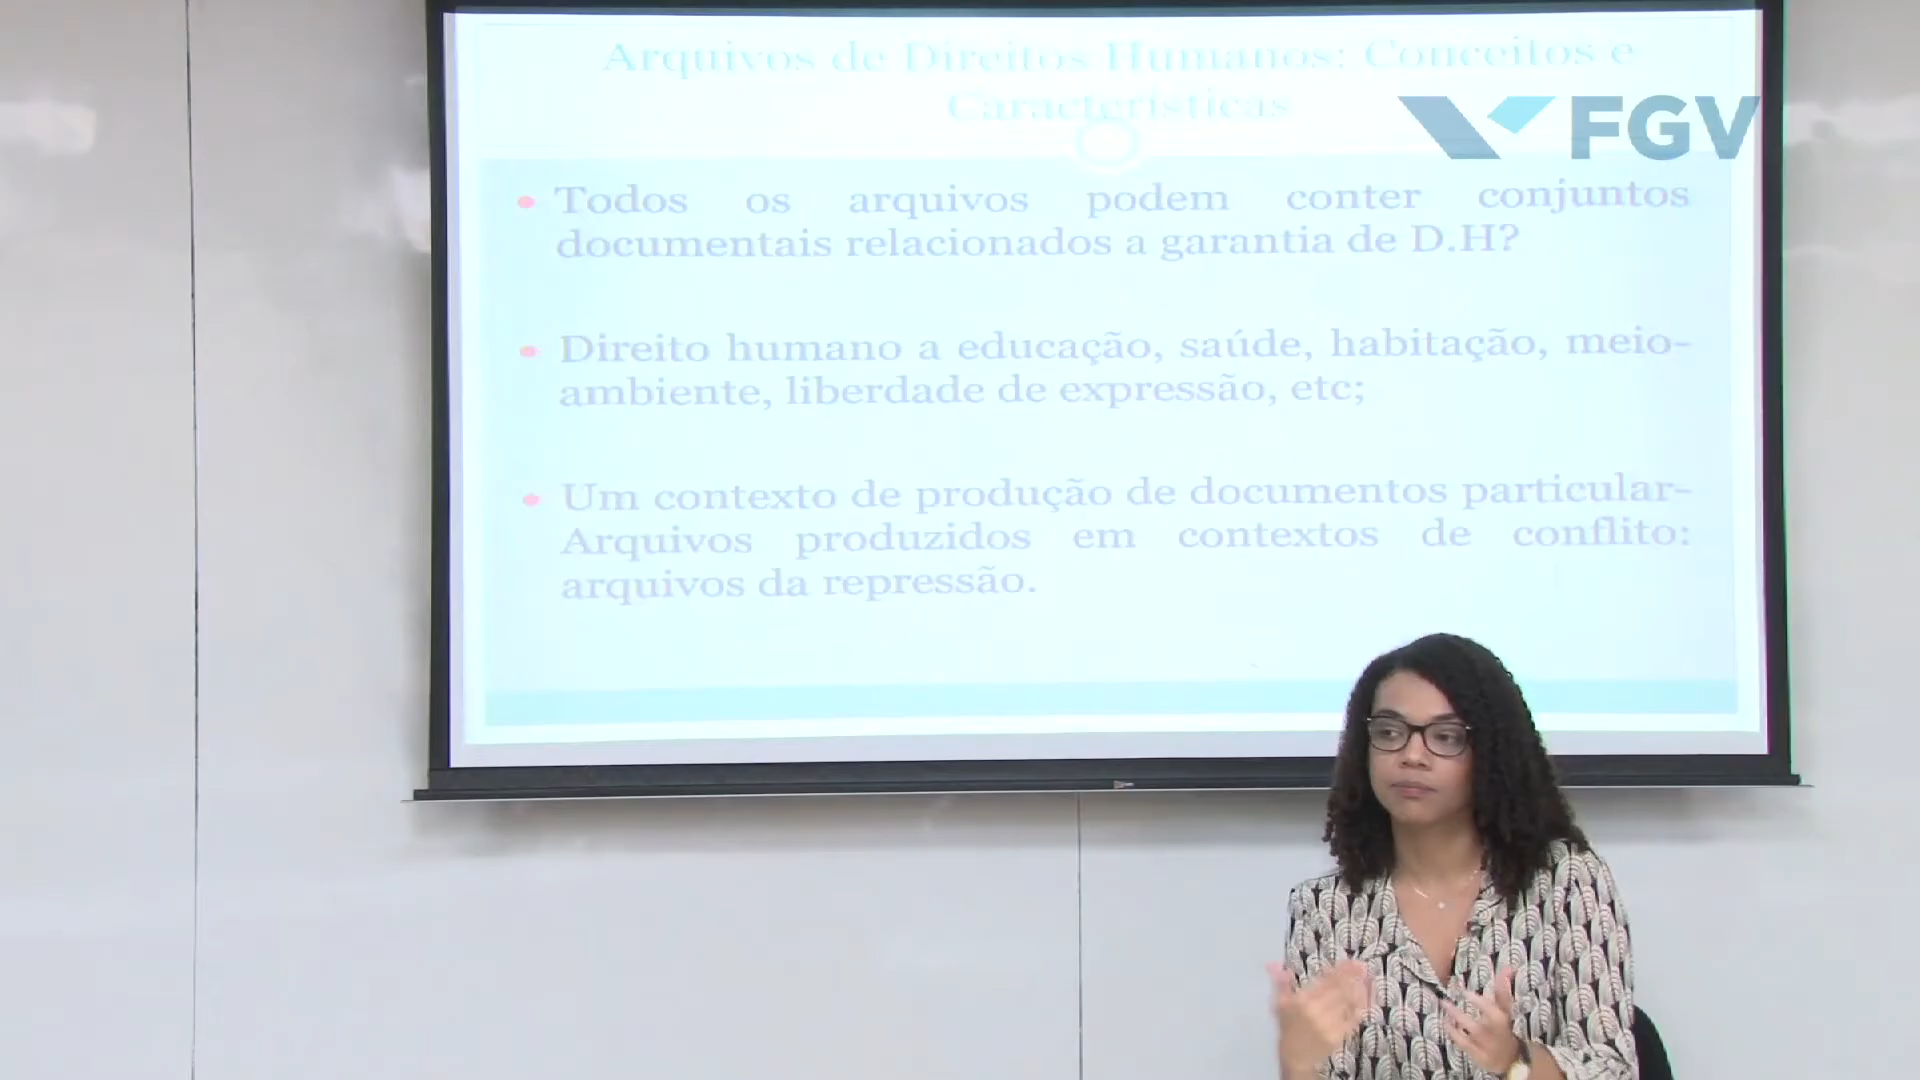 Arquivos de Direitos Humanos: Conceitos e
Características
FGV
Todos os arquivos podem conter conjuntos
documentais relacionados a garantia de D.H?
Direito humano a educação, saúde, habitação, meio-
ambiente, liberdade de expressão, etc;
Um contexto de produção de documentos particular-
Arquivos produzidos em contextos de conflito:
arquivos da repressão.